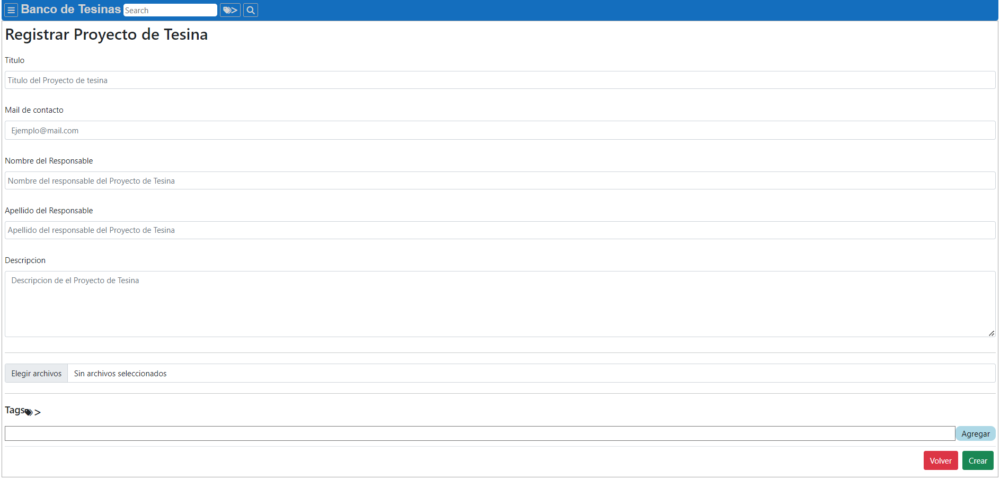 Banco de Tesinas Search >
Registrar Proyecto de Tesina
Titulo
Titulo del Proyecto de tesina
Mail de contacto
Ejemplo@mail.com
Nombre del Responsable
Nombre del responsable del Proyecto de Tesina
Apellido del Responsable
Apellido del responsable del Proyecto de Tesina
Descripcion
Descripcion de el Proyecto de Tesina
Elegir archivos Sin archivos seleccionados
Tags >
Agregar
Volver Crear